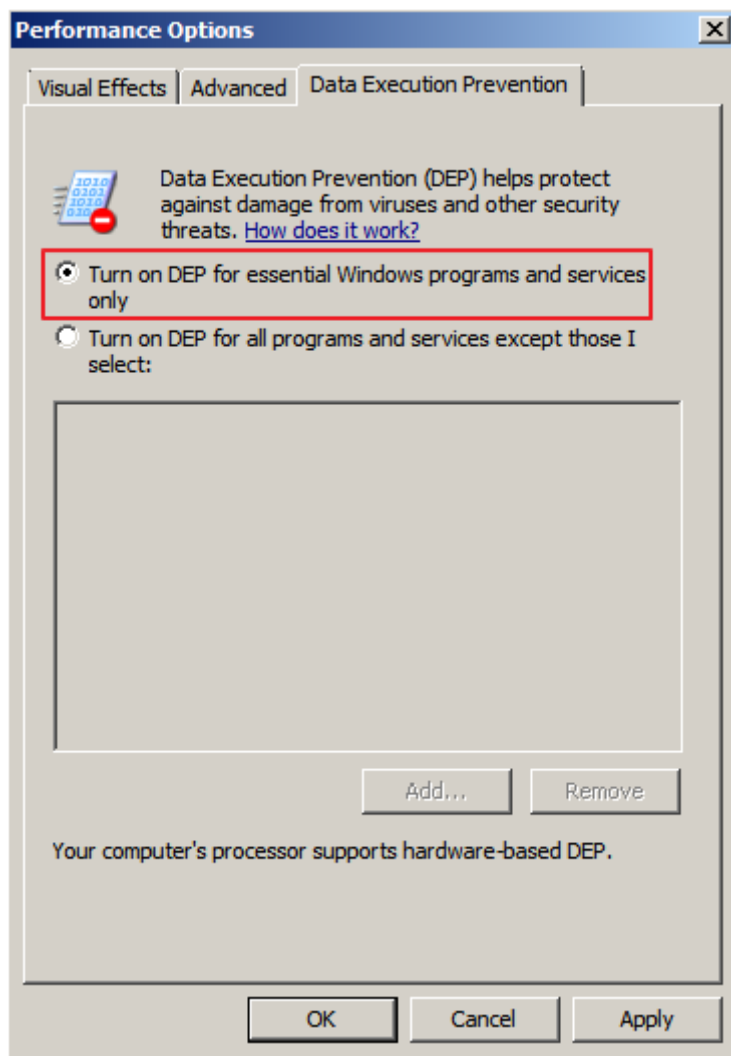 Performance Options
Visual Effects
Advanced
Data Execution Prevention
Data Execution Prevention (DEP) helps protect
against damage from viruses and other security
threats. How does it work?
Turn on DEP for essential Windows programs and services
only
Turn on DEP for all programs and services except those I
select:
Add...
Remove
Your computer's processor supports hardware-based DEP.
OK
Cancel
Apply